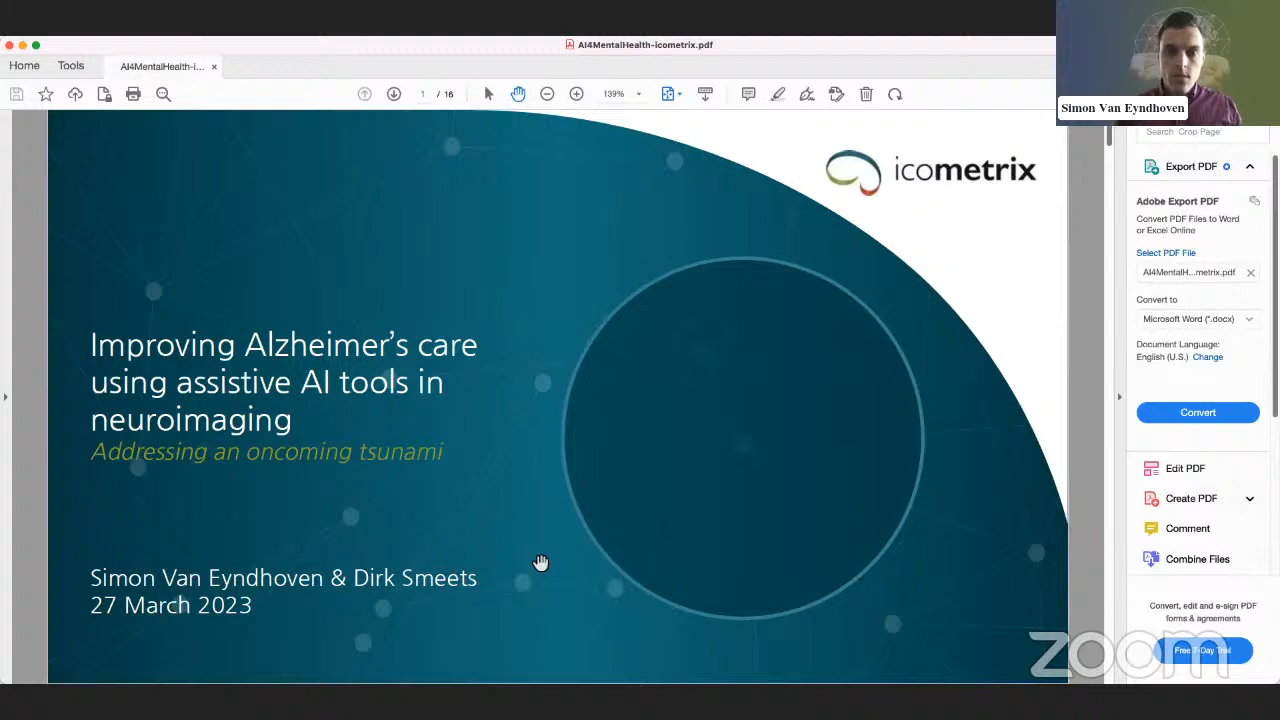 AI4MentalHealth-icometrix.pdf
Simon Van Eyndhoven
Home
Tools
AI4MentalHealth-i...
1 / 16
139%
Search 'Crop Page'
icometrix
Export PDF
Adobe Export PDF
Convert PDF Files to Word
or Excel Online
Select PDF File
AI4MentalH...metrix.pdf
Convert to
Microsoft Word (*.docx)
Document Language:
English (U.S.) Change
Convert
Edit PDF
Create PDF
Comment
Combine Files
Convert, edit and e-sign PDF
forms & agreements
Free 7-Day Trial
Improving Alzheimer's care
using assistive AI tools in
neuroimaging
Addressing an oncoming tsunami
Simon Van Eyndhoven & Dirk Smeets
27 March 2023
zoom